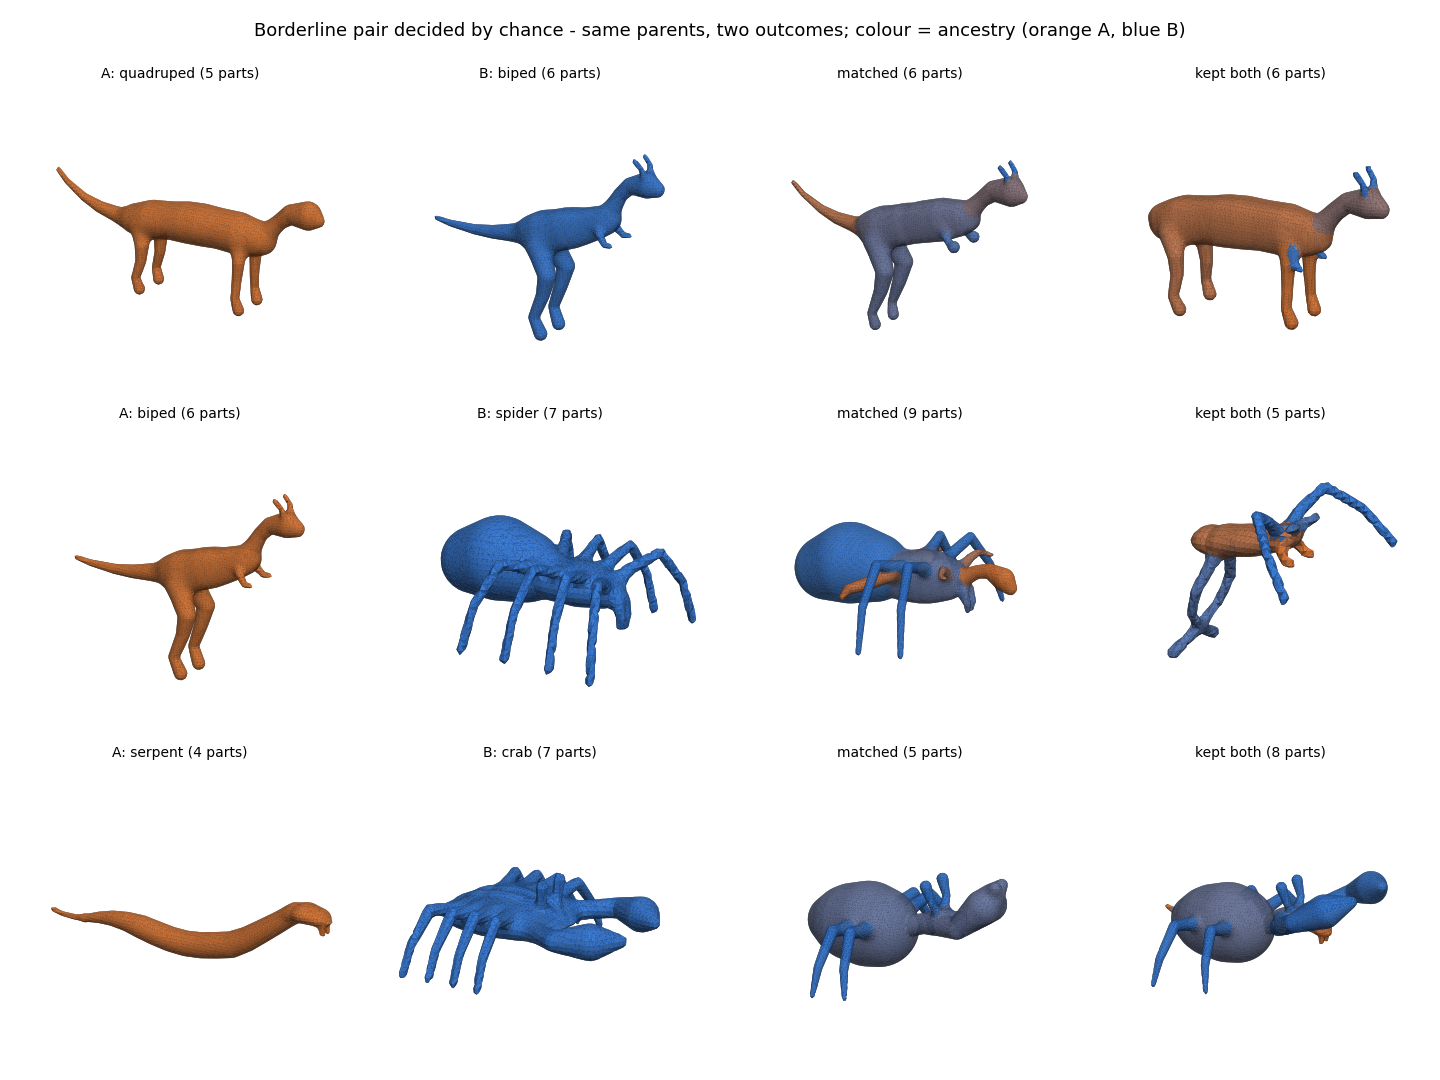 Borderline pair decided by chance - same parents, two outcomes; colour = ancestry (orange A, blue B)
A: quadruped (5 parts)
B: biped (6 parts)
matched (6 parts)
kept both (6 parts)
A: biped (6 parts)
B: spider (7 parts)
matched (9 parts)
kept both (5 parts)
A: serpent (4 parts)
B: crab (7 parts)
matched (5 parts)
kept both (8 parts)